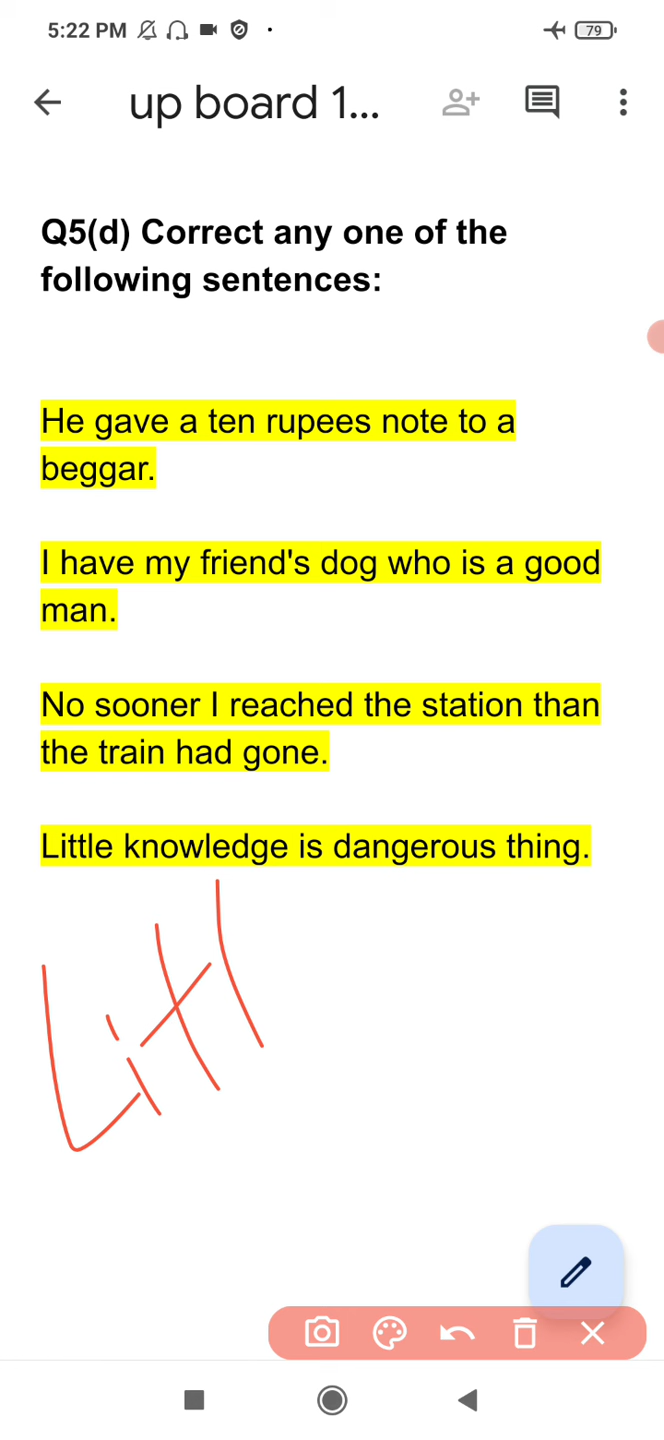 5:22 PM
79
up board 1...
Q5(d) Correct any one of the
following sentences:
He gave a ten rupees note to a
beggar.
I have my friend's dog who is a good
man.
No sooner I reached the station than
the train had gone.
Little knowledge is dangerous thing.
Littl